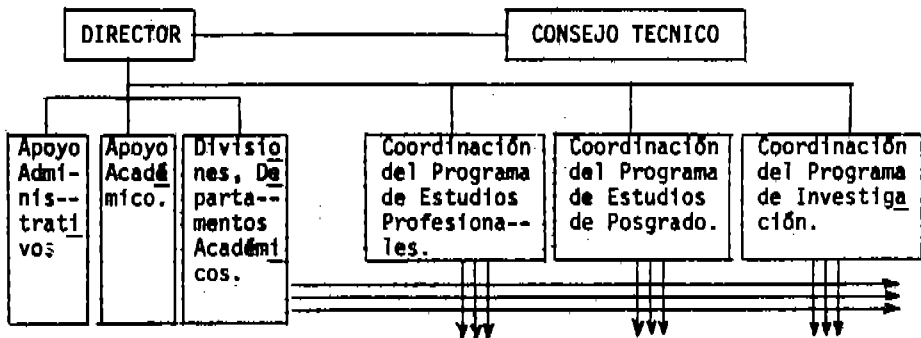 DIRECTOR
CONSEJO TECNICO
Apoyo
Admi-
nis--
trati
vos
Apoyo
Acadé
mico.
Divisio
nes, De
parta--
mentos
Académi
cos.
Coordinación
del Programa
de Estudios
Profesiona--
les.
Coordinación
del Programa
de Estudios
de Posgrado.
Coordinación
del Programa
de Investiga
ción.